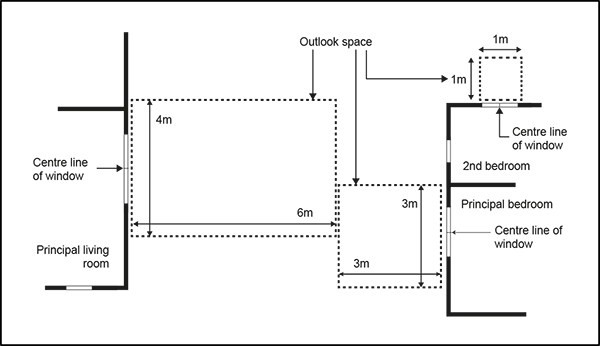 Outlook space
1m
1m
4m
Centre line
of window
2nd bedroom
Centre line
of window
6m
3m
Principal bedroom
Centre line of
window
Principal living
room
3m